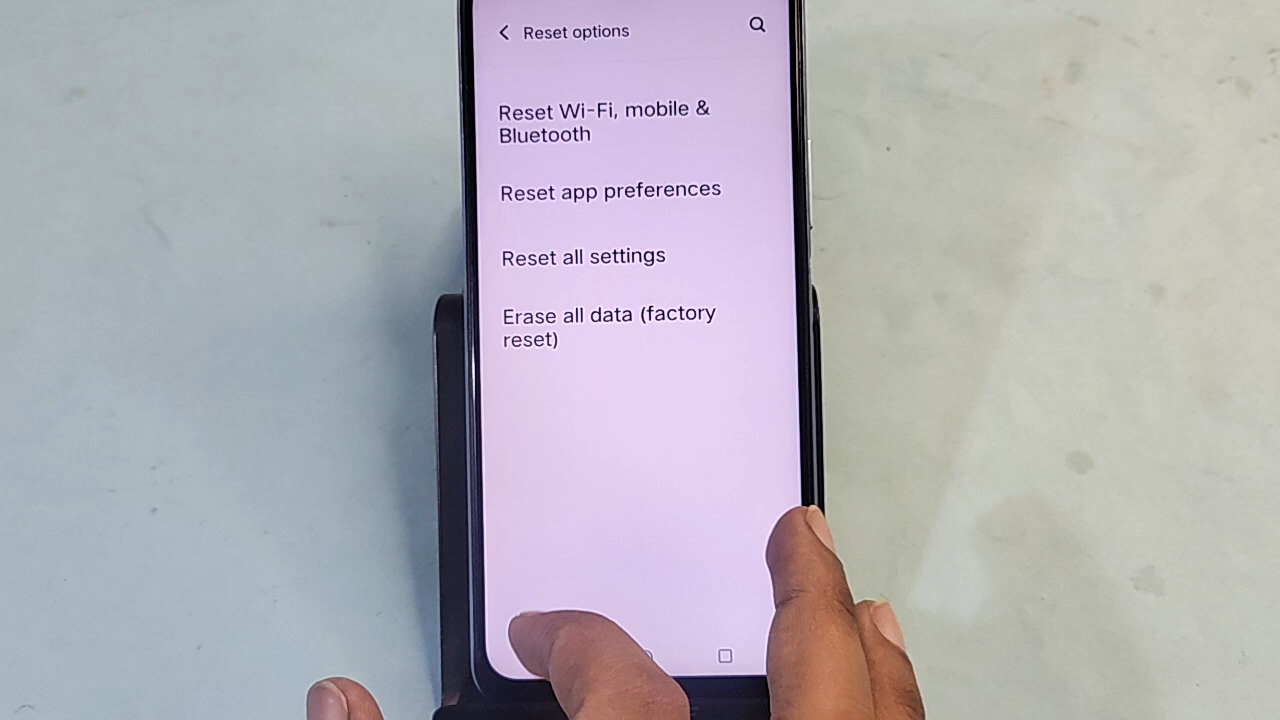 Reset options
Reset Wi-Fi, mobile &
Bluetooth
Reset app preferences
Reset all settings
Erase all data (factory
reset)